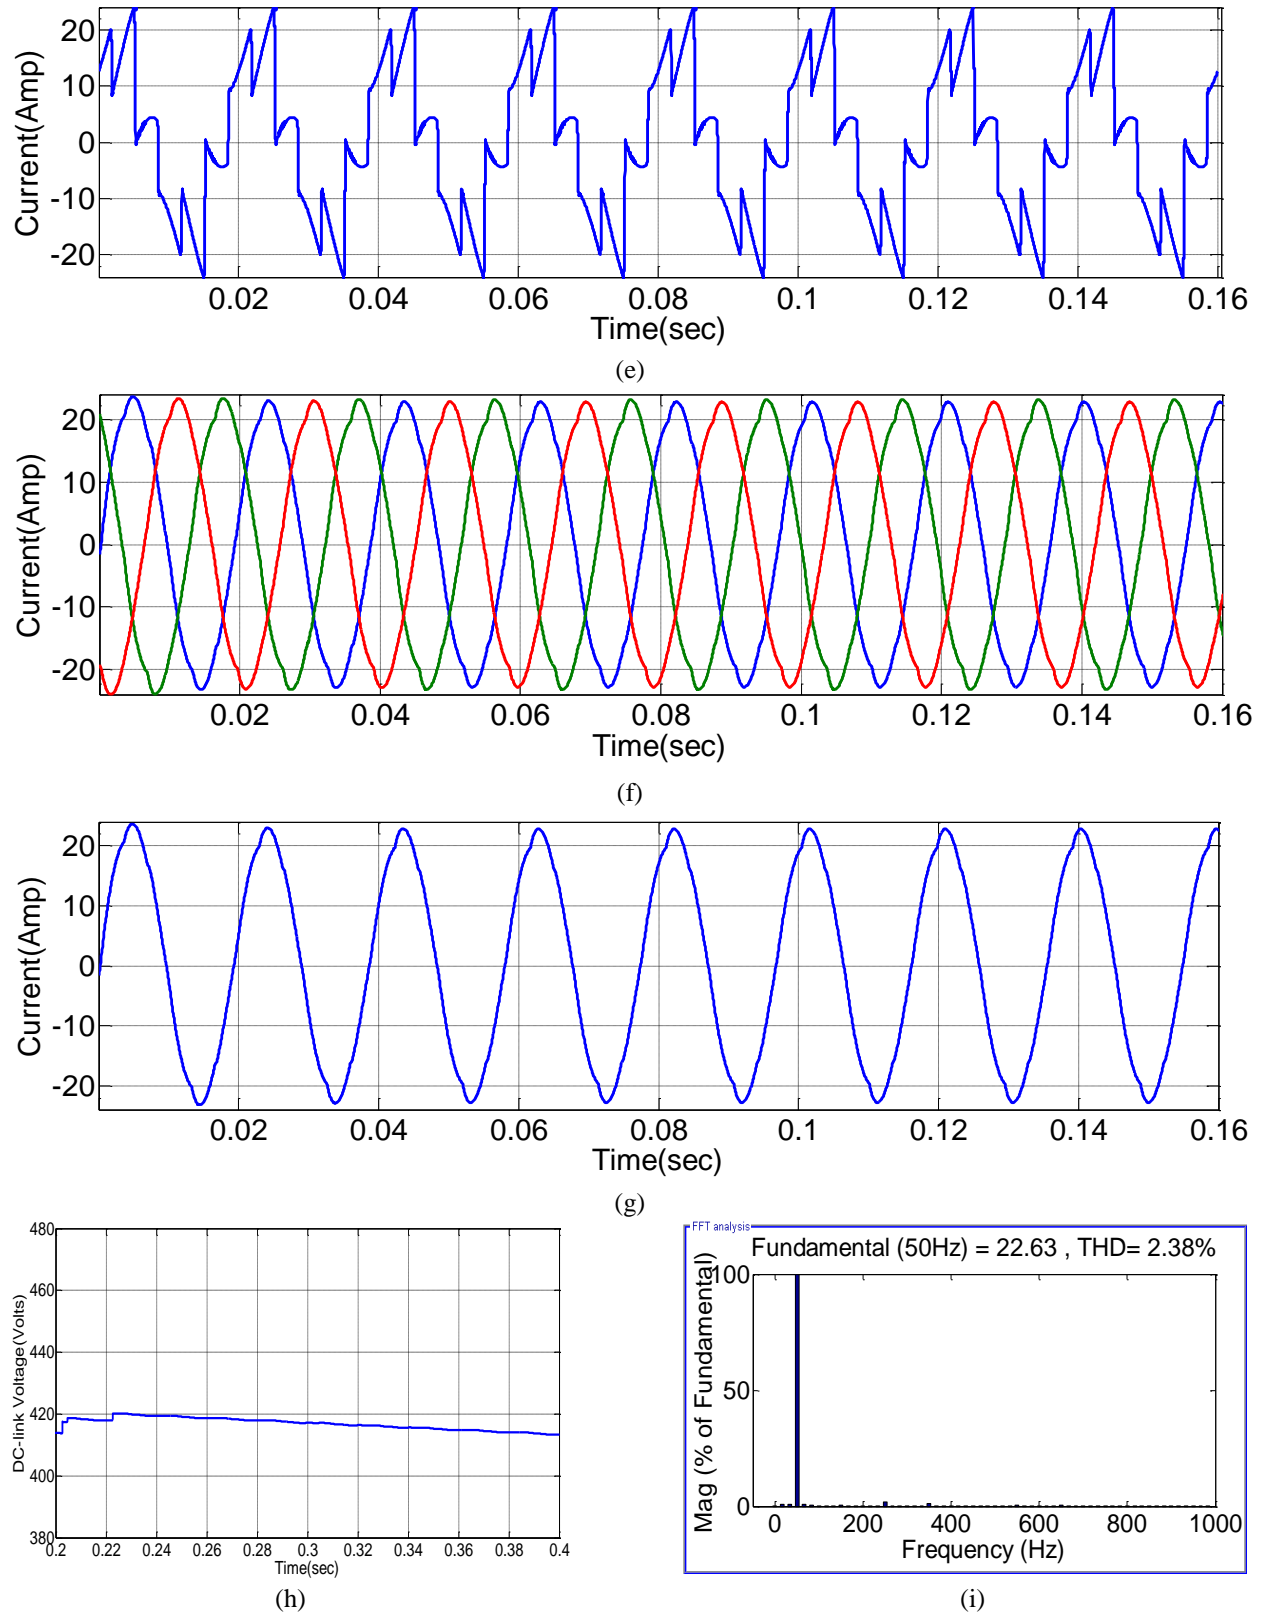 20
10
0
-10
-20
Current(Amp)
0.02 0.04 0.06 0.08 0.1 0.12 0.14 0.16
Time(sec)
(e)
20
10
0
-10
-20
Current(Amp)
0.02 0.04 0.06 0.08 0.1 0.12 0.14 0.16
Time(sec)
(f)
20
10
0
-10
-20
Current(Amp)
0.02 0.04 0.06 0.08 0.1 0.12 0.14 0.16
Time(sec)
(g)
480
460
440
420
400
380
DC-link Voltage(Volts)
0.2 0.22 0.24 0.26 0.28 0.3 0.32 0.34 0.36 0.38 0.4
Time(sec)
(h)
FFT analysis
Fundamental (50Hz) = 22.63 , THD= 2.38%
100
50
0
Mag (% of Fundamental)
0 200 400 600 800 1000
Frequency (Hz)
(i)